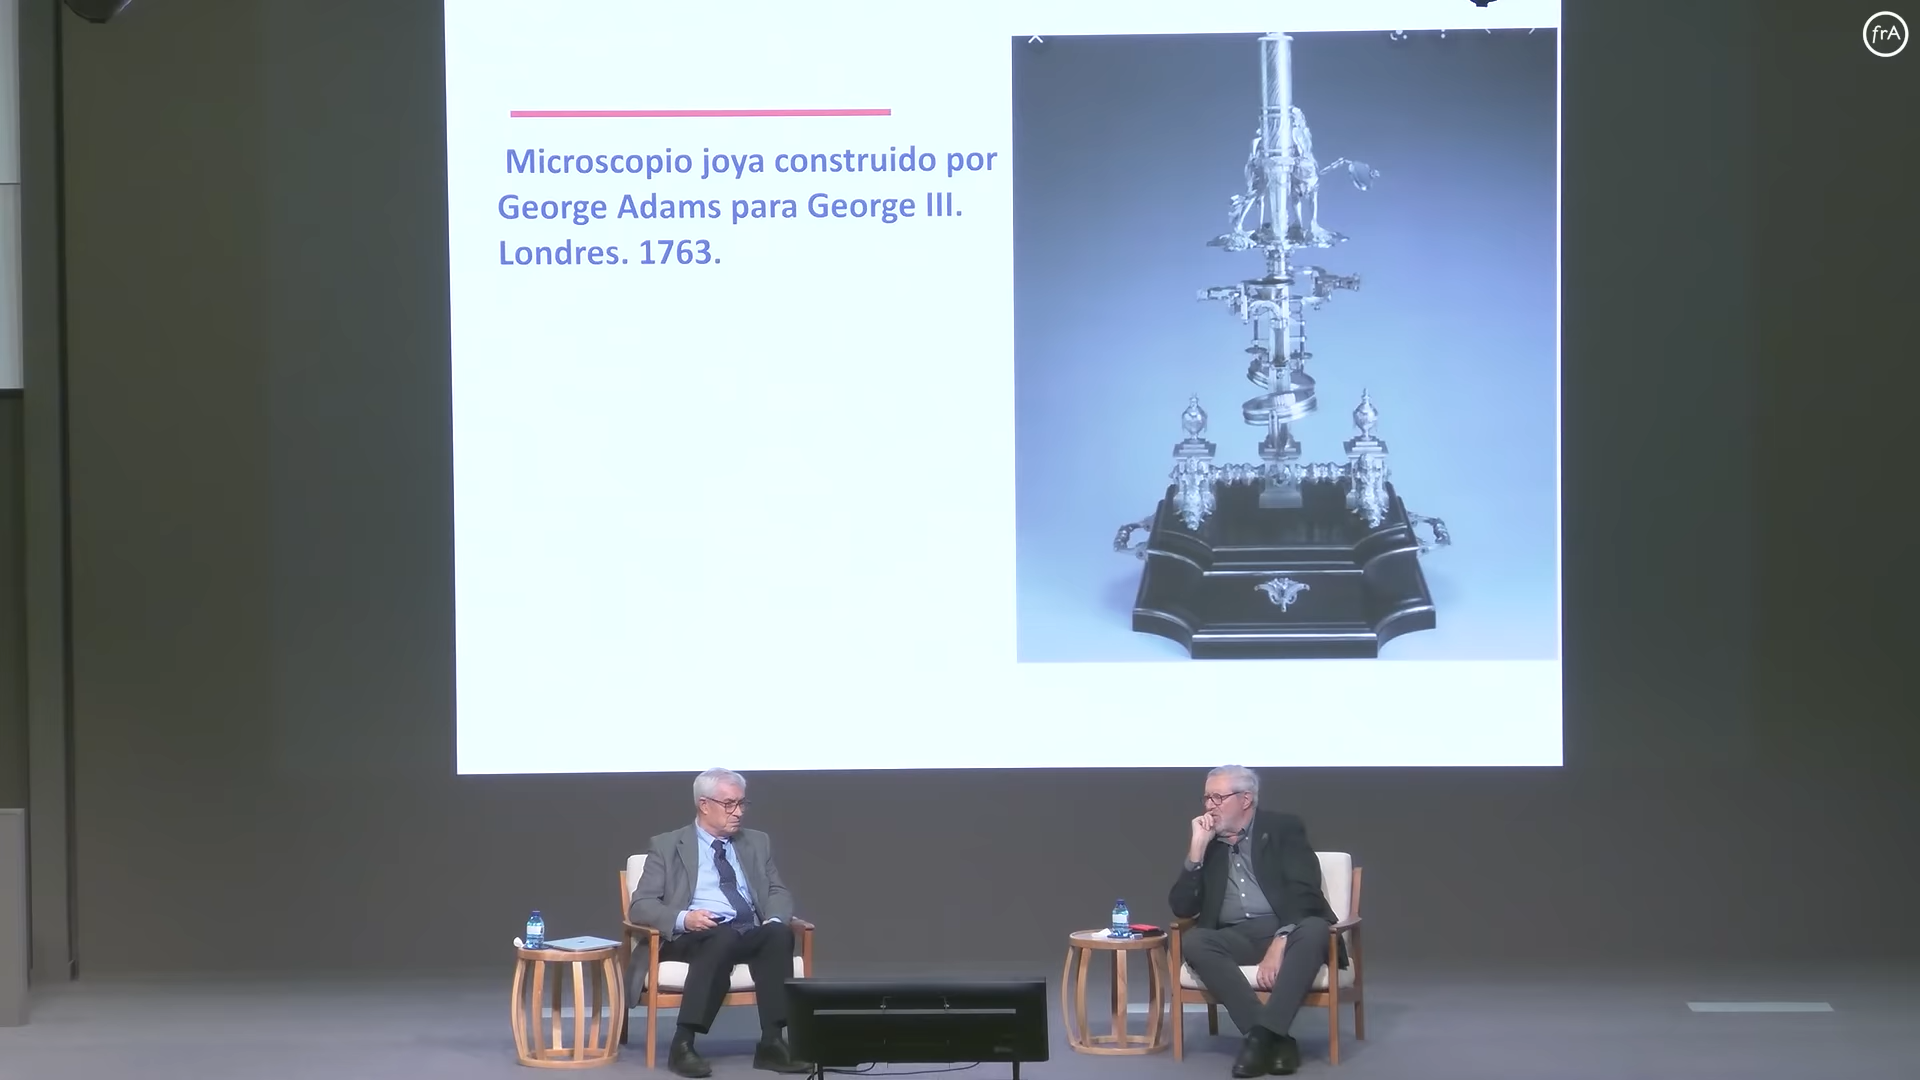 Microscopio joya construido por
George Adams para George III.
Londres. 1763.
frA